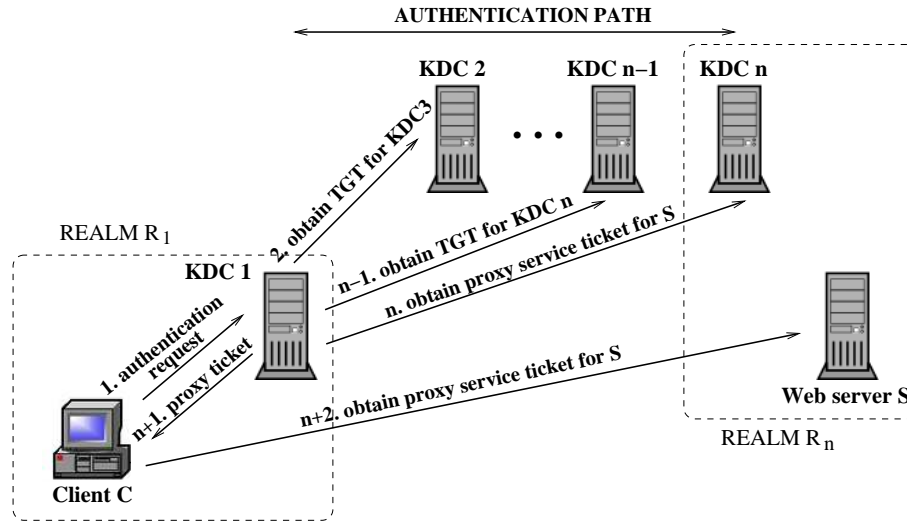 AUTHENTICATION PATH
KDC 2
KDC n−1
KDC n
2. obtain TGT for KDC3
REALM R1
KDC 1
n−1. obtain TGT for KDC n
n. obtain proxy service ticket for S
1. authentication
request
n+1. proxy ticket
n+2. obtain proxy service ticket for S
Client C
Web server S
REALM Rn